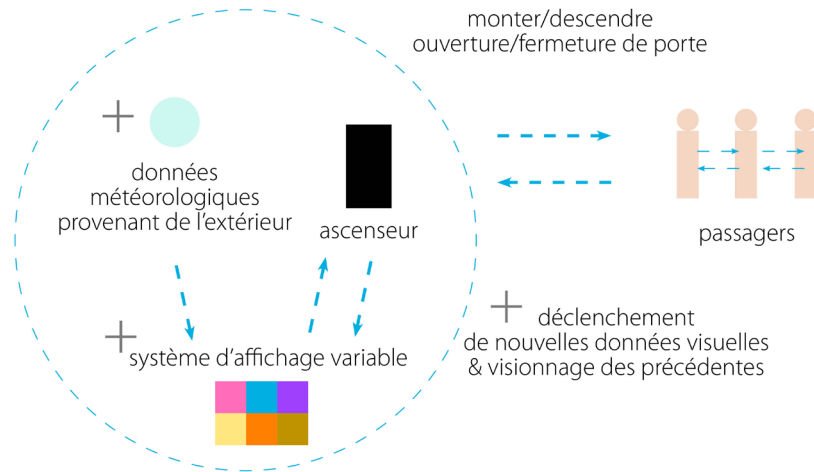 monter/descendre
ouverture/fermeture de porte
données
météorologiques
provenant de l’extérieur
ascenseur
passagers
système d’affichage variable
déclenchement
de nouvelles données visuelles
& visionnage des précédentes